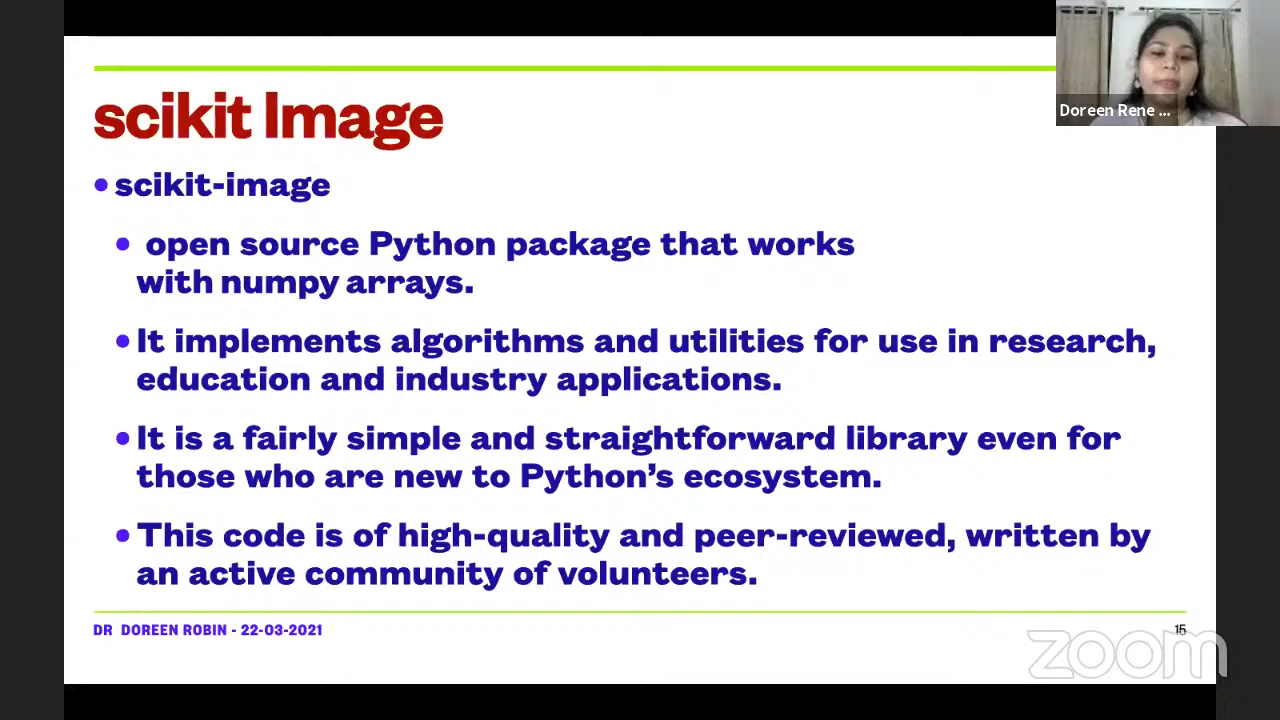 scikit Image
• scikit-image
• open source Python package that works
with numpy arrays.
• It implements algorithms and utilities for use in research,
education and industry applications.
• It is a fairly simple and straightforward library even for
those who are new to Python’s ecosystem.
• This code is of high-quality and peer-reviewed, written by
an active community of volunteers.
DR DOREEN ROBIN - 22-03-2021
15
zoom
Doreen Rene ...